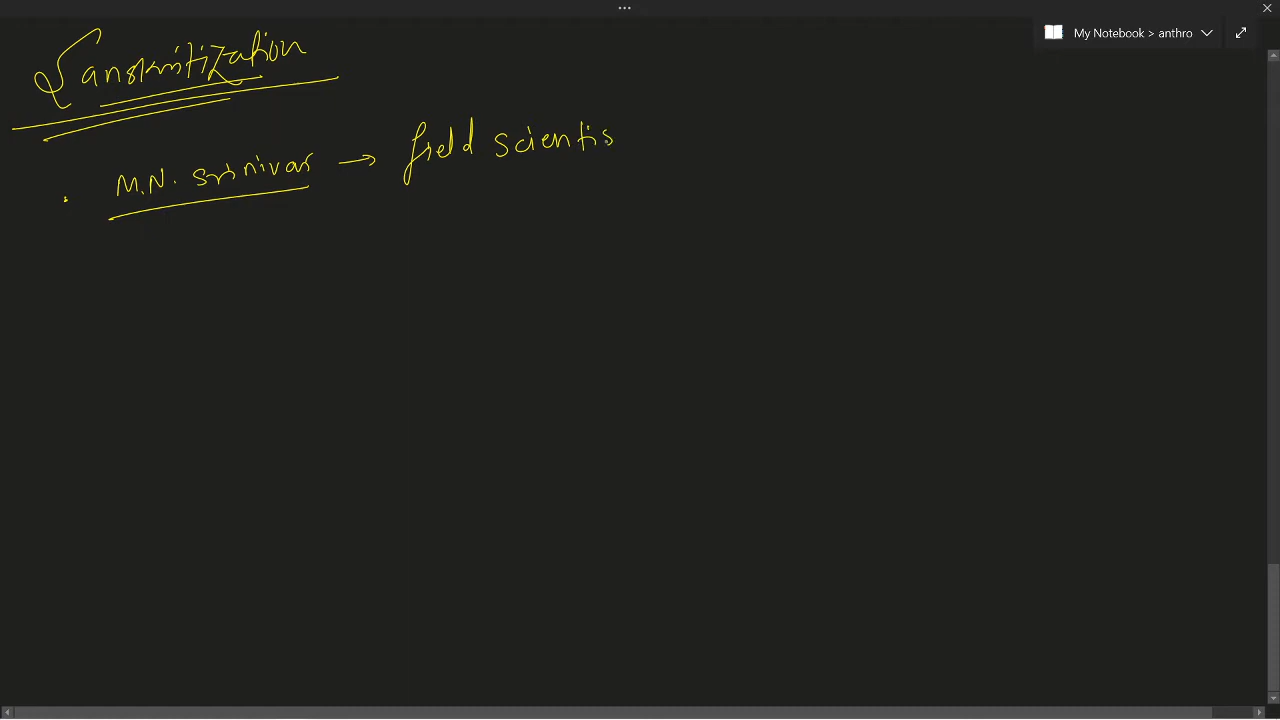 My Notebook > anthro
Sanskritization
M.N. Srinivas → field scientis